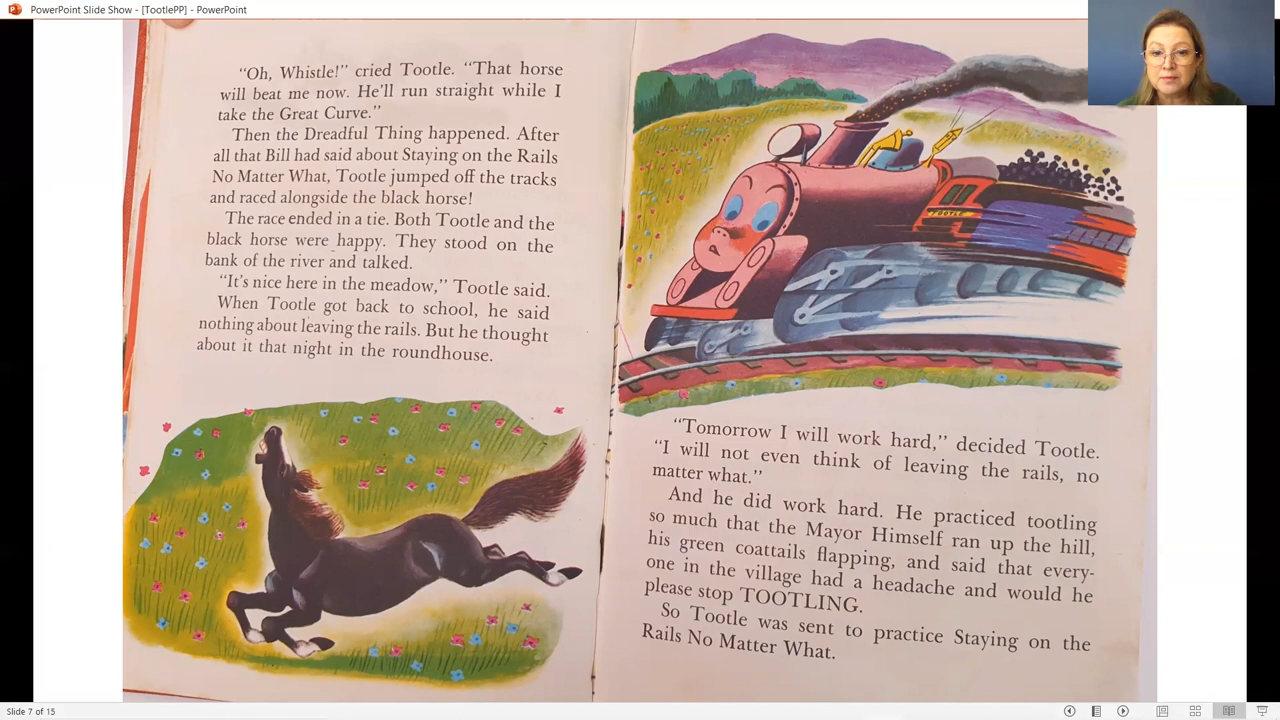 PowerPoint Slide Show - [TootlePP] - PowerPoint
“Oh, Whistle!” cried Tootle. “That horse
will beat me now. He’ll run straight while I
take the Great Curve.”
Then the Dreadful Thing happened. After
all that Bill had said about Staying on the Rails
No Matter What, Tootle jumped off the tracks
and raced alongside the black horse!
The race ended in a tie. Both Tootle and the
black horse were happy. They stood on the
bank of the river and talked.
“It’s nice here in the meadow,” Tootle said.
When Tootle got back to school, he said
nothing about leaving the rails. But he thought
about it that night in the roundhouse.
TOOTLE
“Tomorrow I will work hard,” decided Tootle.
“I will not even think of leaving the rails, no
matter what.”
And he did work hard. He practiced tootling
so much that the Mayor Himself ran up the hill,
his green coattails flapping, and said that every-
one in the village had a headache and would he
please stop TOOTLING.
So Tootle was sent to practice Staying on the
Rails No Matter What.
Slide 7 of 15